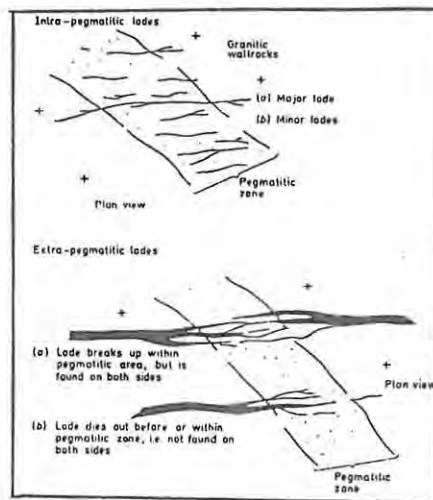 Intra-pegmatitic lodes
Granitic
wallrocks
(a) Major lode
(b) Minor lodes
Pegmatitic
zone
Plan view
Extra-pegmatitic lodes
(a) Lode breaks up within
pegmatitic area, but is
found on both sides
Plan view
(b) Lode dies out before or within
pegmatitic zone, i.e. not found on
both sides
Pegmatitic
zone